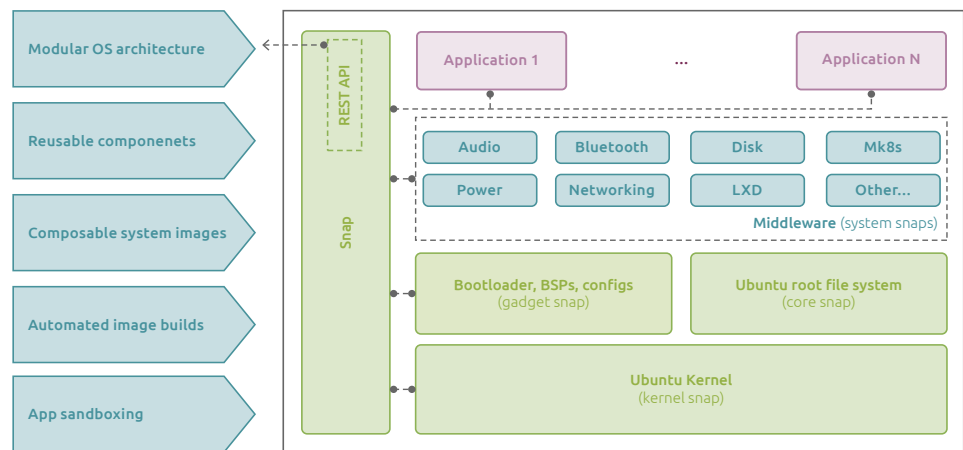 Modular OS architecture
Reusable componenets
Composable system images
Automated image builds
App sandboxing
REST API
Snap
Application 1
...
Application N
Audio
Bluetooth
Disk
Mk8s
Power
Networking
LXD
Other...
Middleware (system snaps)
Bootloader, BSPs, configs
(gadget snap)
Ubuntu root file system
(core snap)
Ubuntu Kernel
(kernel snap)